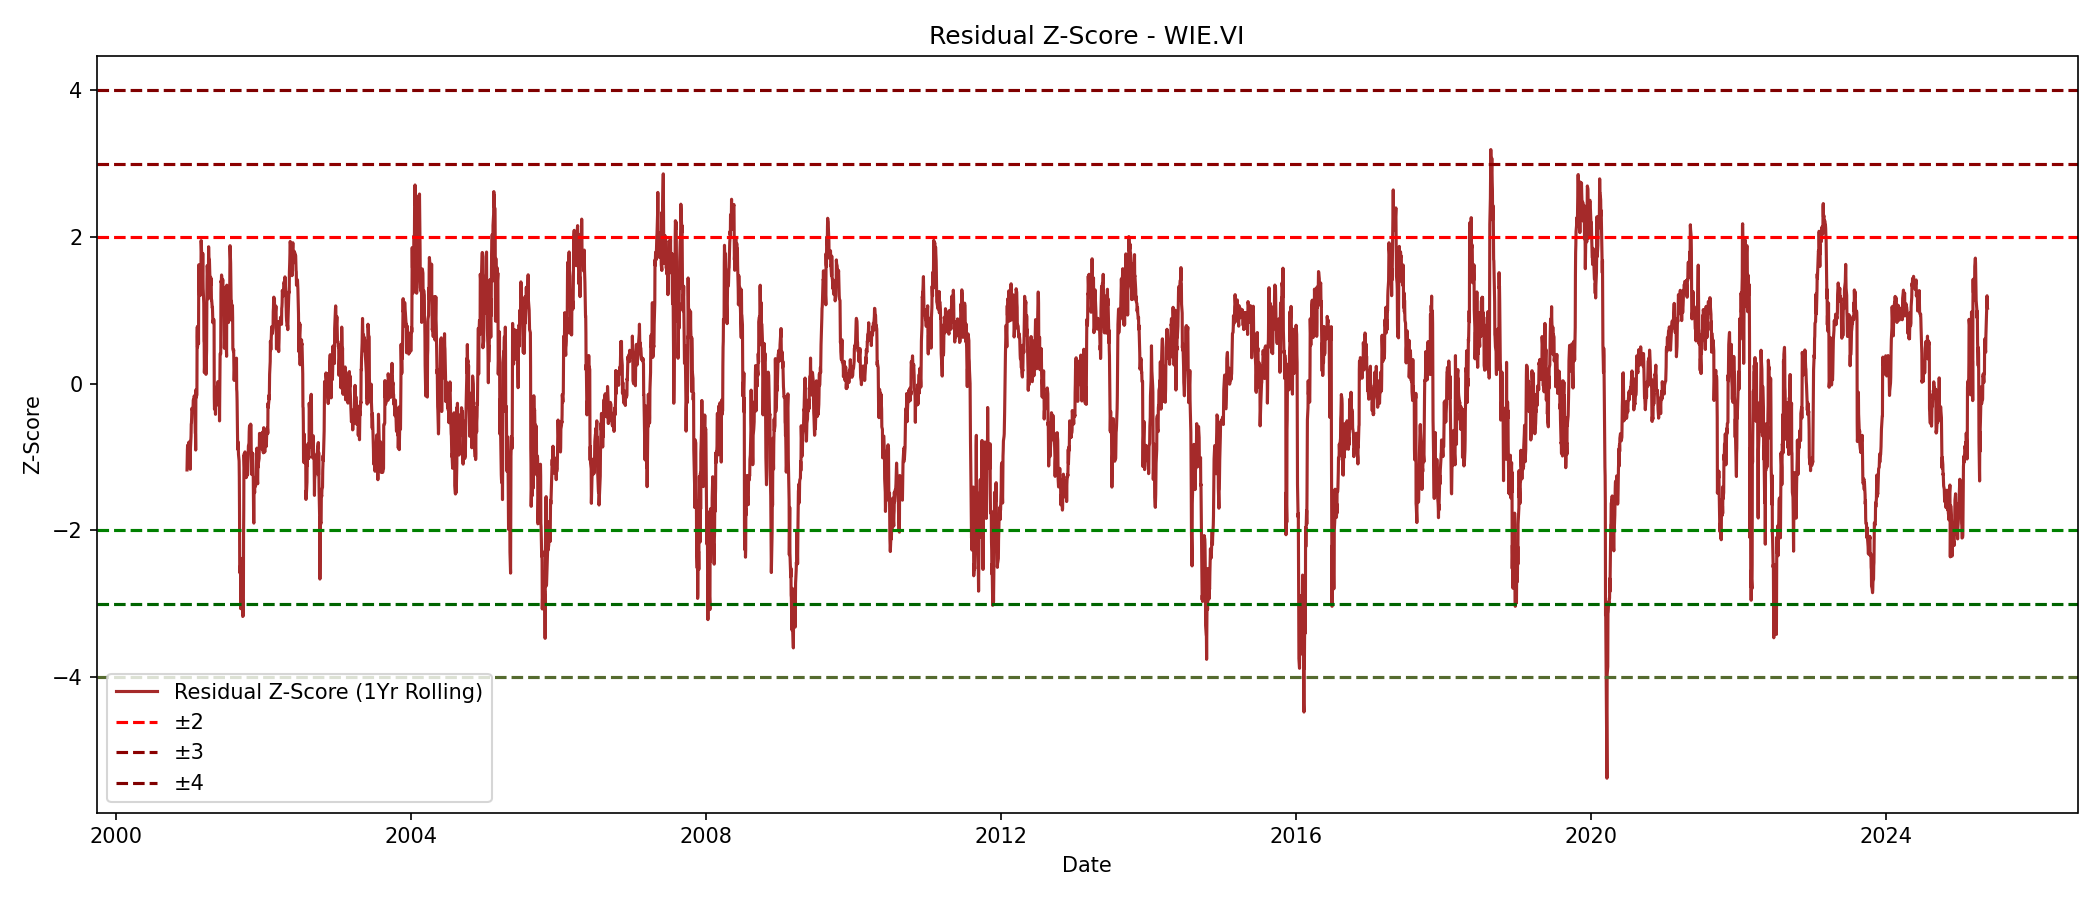 Residual Z-Score - WIE.VI
4
2
0
−2
−4
Z-Score
Residual Z-Score (1Yr Rolling)
±2
±3
±4
2000 2004 2008 2012 2016 2020 2024
Date